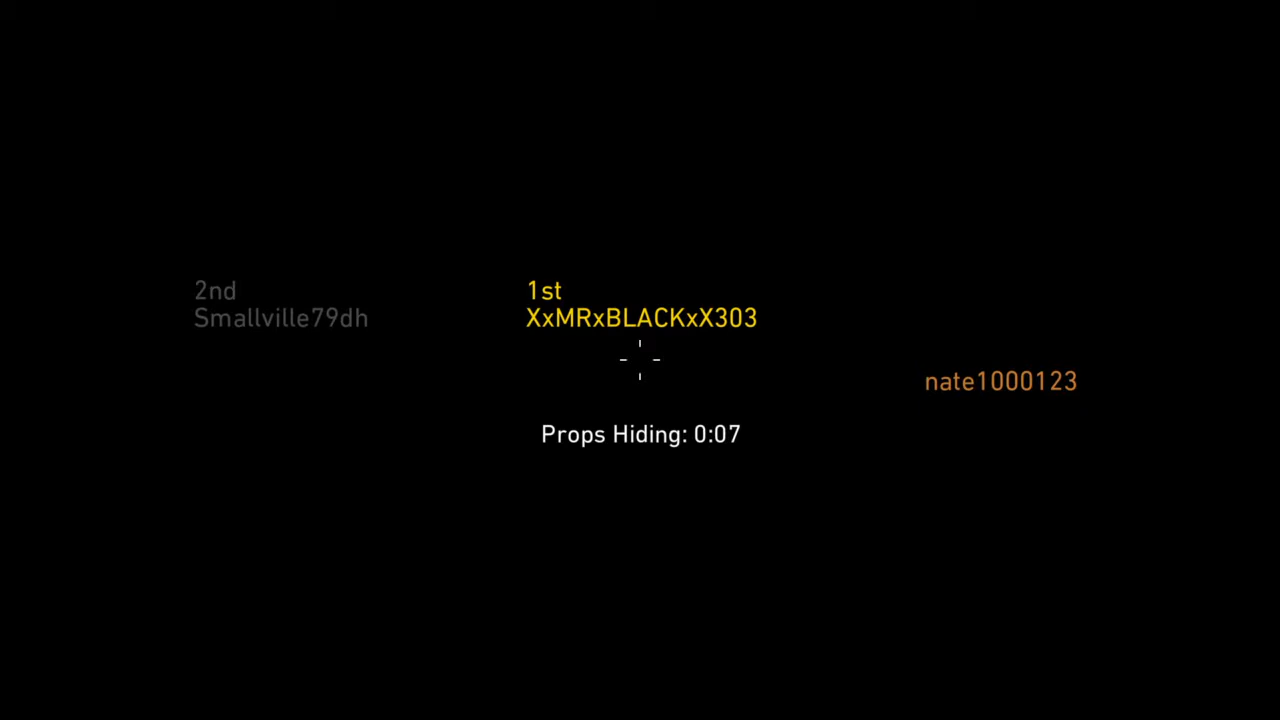 2nd
Smallville79dh
1st
XxMRxBLACKxX303
nate1000123
Props Hiding: 0:07